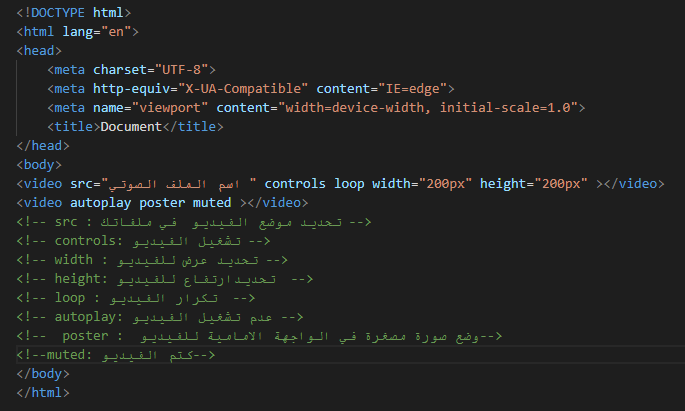 <!DOCTYPE html>
<html lang="en">
<head>
    <meta charset="UTF-8">
    <meta http-equiv="X-UA-Compatible" content="IE=edge">
    <meta name="viewport" content="width=device-width, initial-scale=1.0">
    <title>Document</title>
</head>
<body>
<video src="اسم الملف الصوتي " controls loop width="200px" height="200px" ></video>
<video autoplay poster muted ></video>
<!-- src : تحديد موضع الفيديو  في ملفاتك -->
<!-- controls: تشغيل الفيديو -->
<!-- width : تحديد عرض للفيديو -->
<!-- height: تحديدارتفاع للفيديو  -->
<!-- loop : تكرار الفيديو  -->
<!-- autoplay: عدم تشغيل الفيديو -->
<!--  poster :  وضع صورة مصغرة في الواجهة الامامية للفيديو-->
<!--muted: كتم الفيديو-->
</body>
</html>